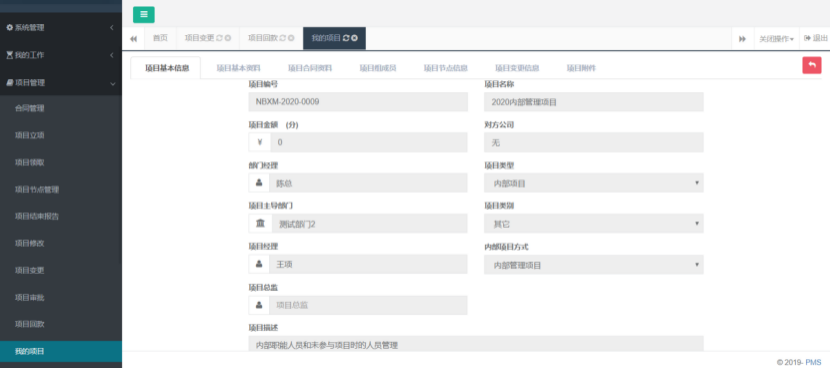 系统管理
我的工作
项目管理
合同管理
项目立项
项目领取
项目节点管理
项目结束报告
项目修改
项目变更
项目审批
项目回款
我的项目
首页 项目变更 项目回款 我的项目 关闭操作 退出
项目基本信息 项目基本资料 项目合同资料 项目组成员 项目节点信息 项目变更信息 项目附件
项目编号 项目名称
NBXM-2020-0009 2020内部管理项目
项目金额 (分) 对方公司
¥ 0 无
部门经理 项目类型
陈总 内部项目
项目主导部门 项目类别
测试部门2 其它
项目经理 内部项目方式
王项 内部管理项目
项目总监
项目总监
项目描述
内部职能人员和未参与项目时的人员管理
© 2019- PMS